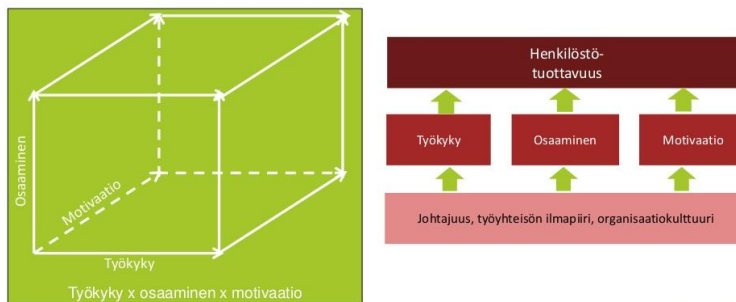 Osaaminen
Motivaatio
Työkyky
Työkyky x osaaminen x motivaatio
Henkilöstö-
tuottavuus
Työkyky
Osaaminen
Motivaatio
Johtajuus, työyhteisön ilmapiiri, organisaatiokulttuuri